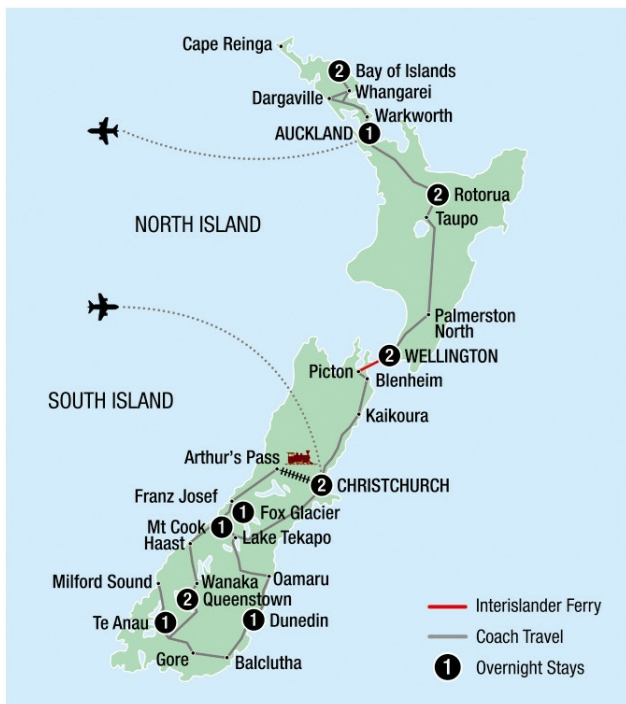 Cape Reinga
2 Bay of Islands
Whangarei
Dargaville
Warkworth
AUCKLAND 1
2 Rotorua
Taupo
NORTH ISLAND
Palmerston
North
2 WELLINGTON
Picton
Blenheim
SOUTH ISLAND
Kaikoura
Arthur's Pass
2 CHRISTCHURCH
Franz Josef
1 Fox Glacier
Mt Cook 1
Haast
Lake Tekapo
Milford Sound
Wanaka
Oamaru
2 Queenstown
Te Anau 1
1 Dunedin
Gore
Balclutha
Interislander Ferry
Coach Travel
1 Overnight Stays